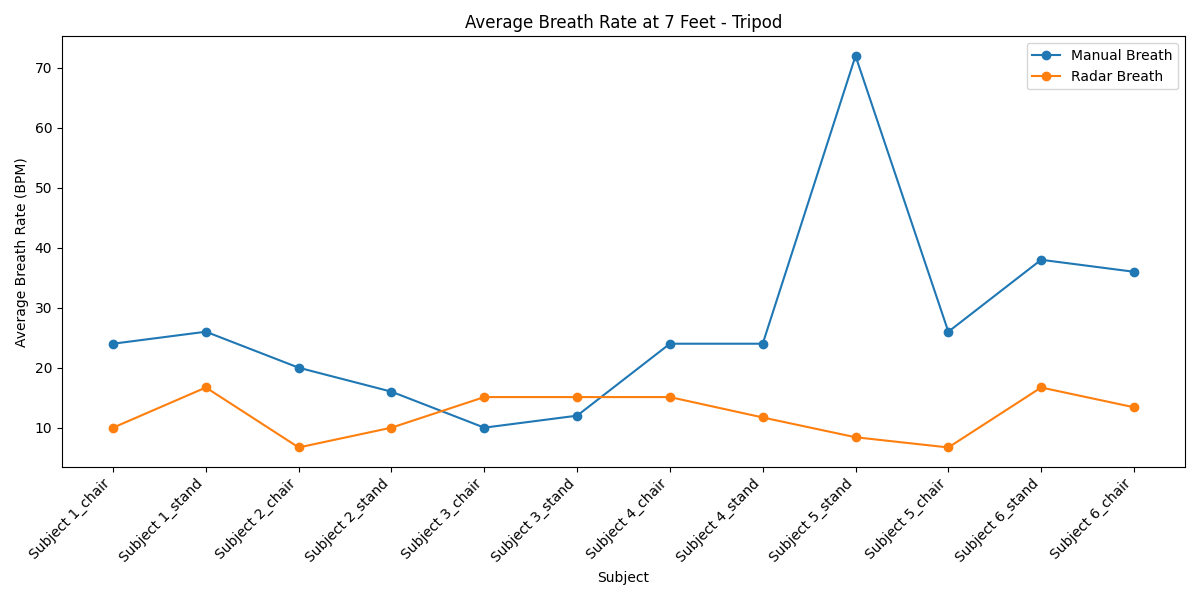 Average Breath Rate at 7 Feet - Tripod
Manual Breath
Radar Breath
Average Breath Rate (BPM)
70
60
50
40
30
20
10
Subject 1_chair
Subject 1_stand
Subject 2_chair
Subject 2_stand
Subject 3_chair
Subject 3_stand
Subject 4_chair
Subject 4_stand
Subject 5_stand
Subject 5_chair
Subject 6_stand
Subject 6_chair
Subject